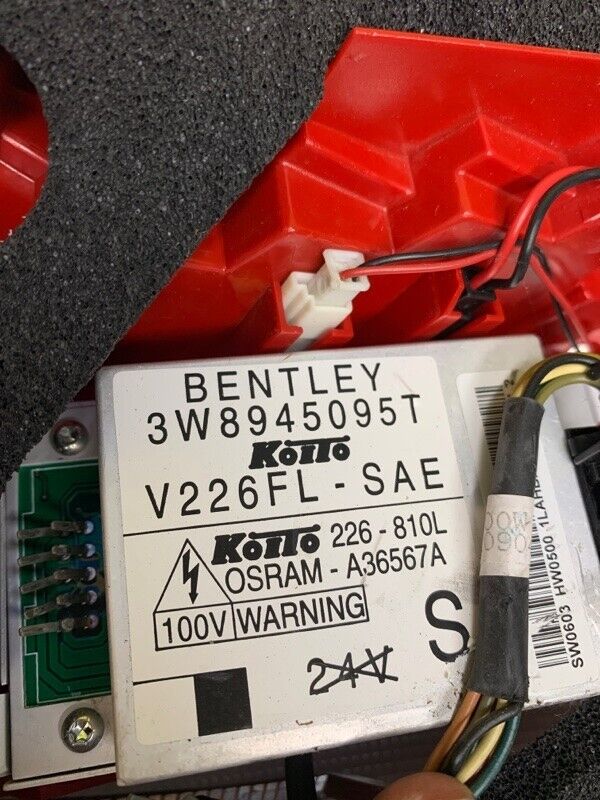 BENTLEY
3W8945095T
KOITO
V226FL - SAE
KOITO 226 - 810L
OSRAM - A36567A
100V WARNING
24V
S
SW0603 HW0500